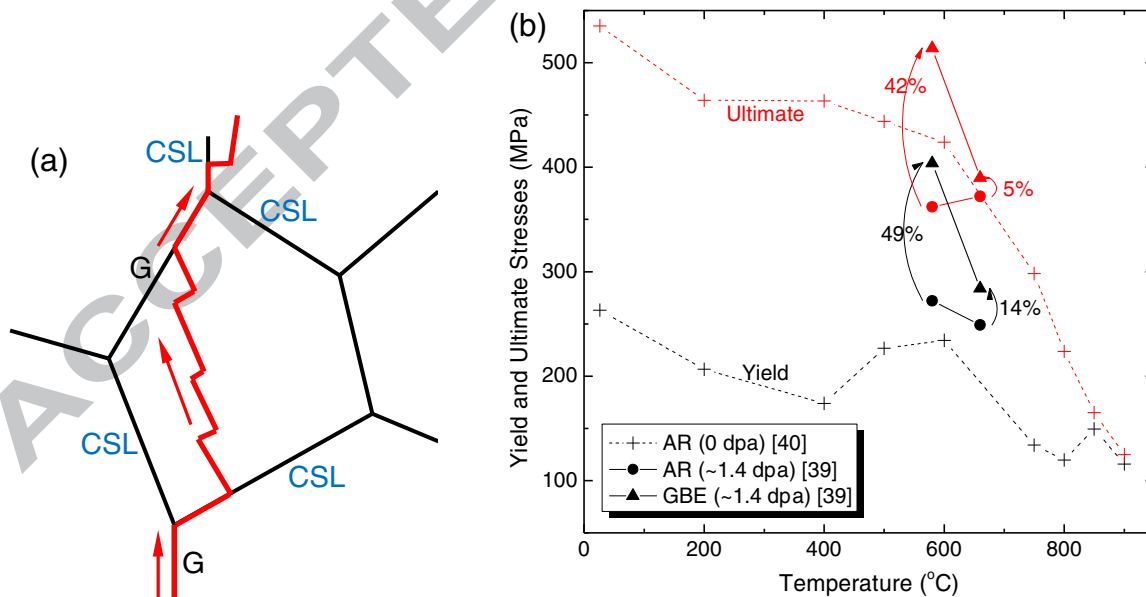 ACCEPTE
(a)
CSL
CSL
G
CSL
CSL
G
(b)
Yield and Ultimate Stresses (MPa)
500
400
300
200
100
42%
Ultimate
5%
49%
14%
Yield
AR (0 dpa) [40]
AR (~1.4 dpa) [39]
GBE (~1.4 dpa) [39]
0
200
400
600
800
Temperature (°C)